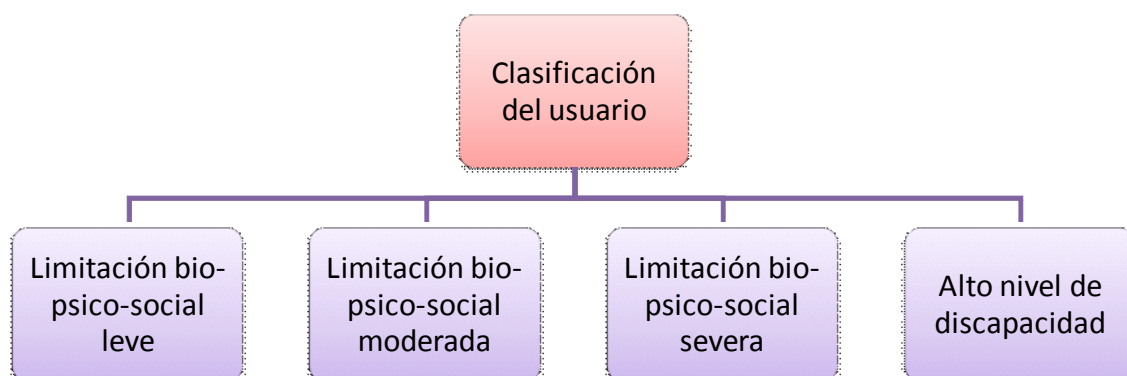 Clasificación
del usuario
Limitación bio-
psico-social
leve
Limitación bio-
psico-social
moderada
Limitación bio-
psico-social
severa
Alto nivel de
discapacidad